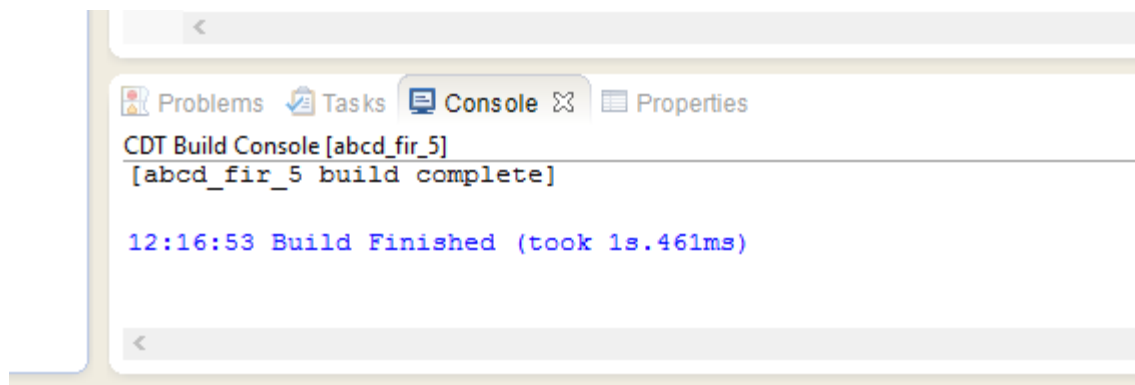 Problems Tasks Console Properties
CDT Build Console [abcd_fir_5]
[abcd_fir_5 build complete]
12:16:53 Build Finished (took 1s.461ms)